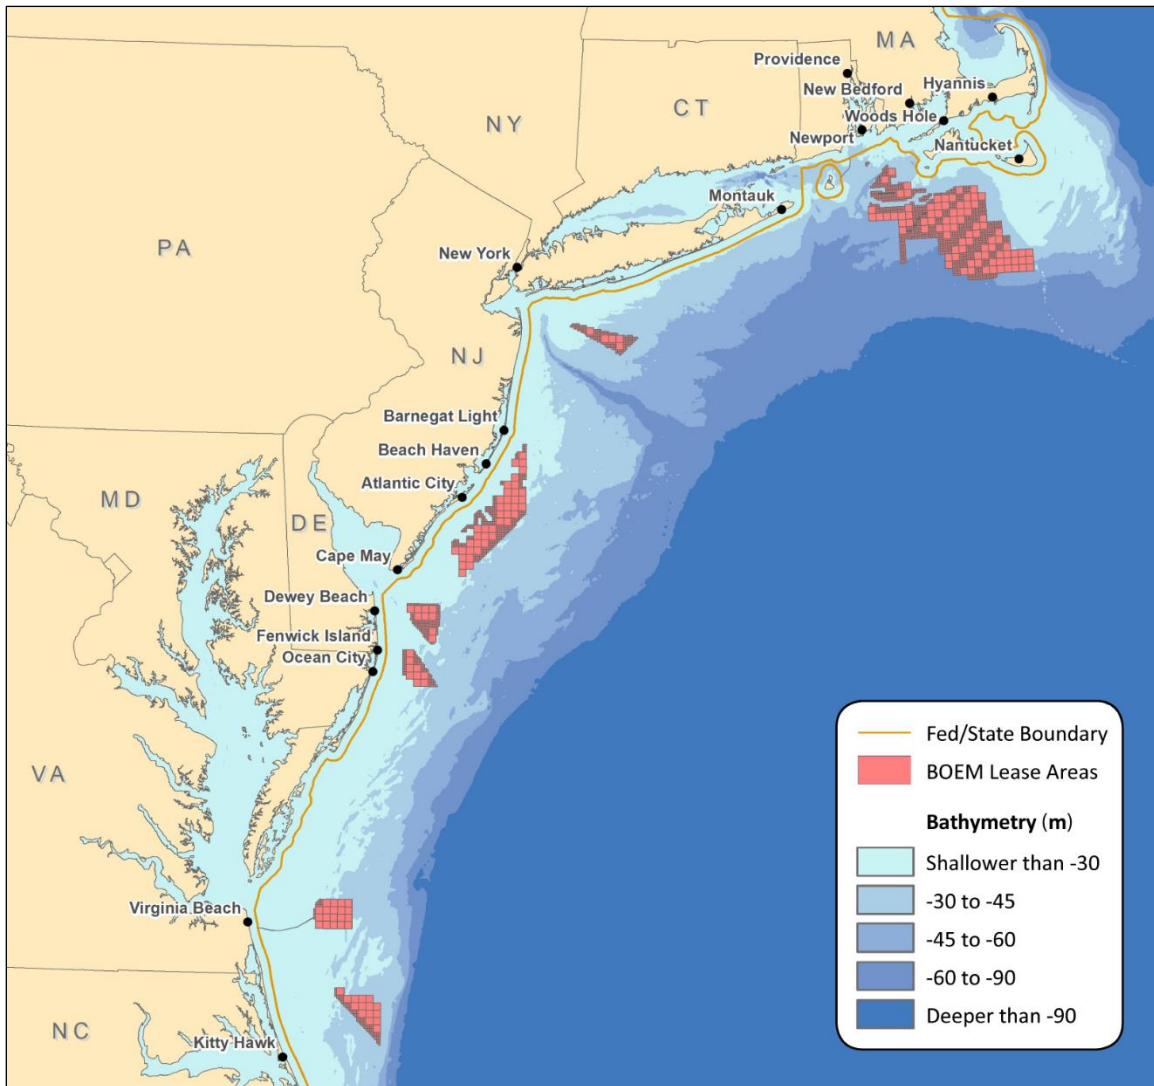 MA
Providence
New Bedford
Hyannis
CT
Woods Hole
NY
Newport
Nantucket
Montauk
PA
New York
NJ
Barnegat Light
Beach Haven
Atlantic City
MD
DE
Cape May
Dewey Beach
Fenwick Island
Ocean City
VA
Virginia Beach
NC
Kitty Hawk
Fed/State Boundary
BOEM Lease Areas
Bathymetry (m)
Shallower than -30
-30 to -45
-45 to -60
-60 to -90
Deeper than -90